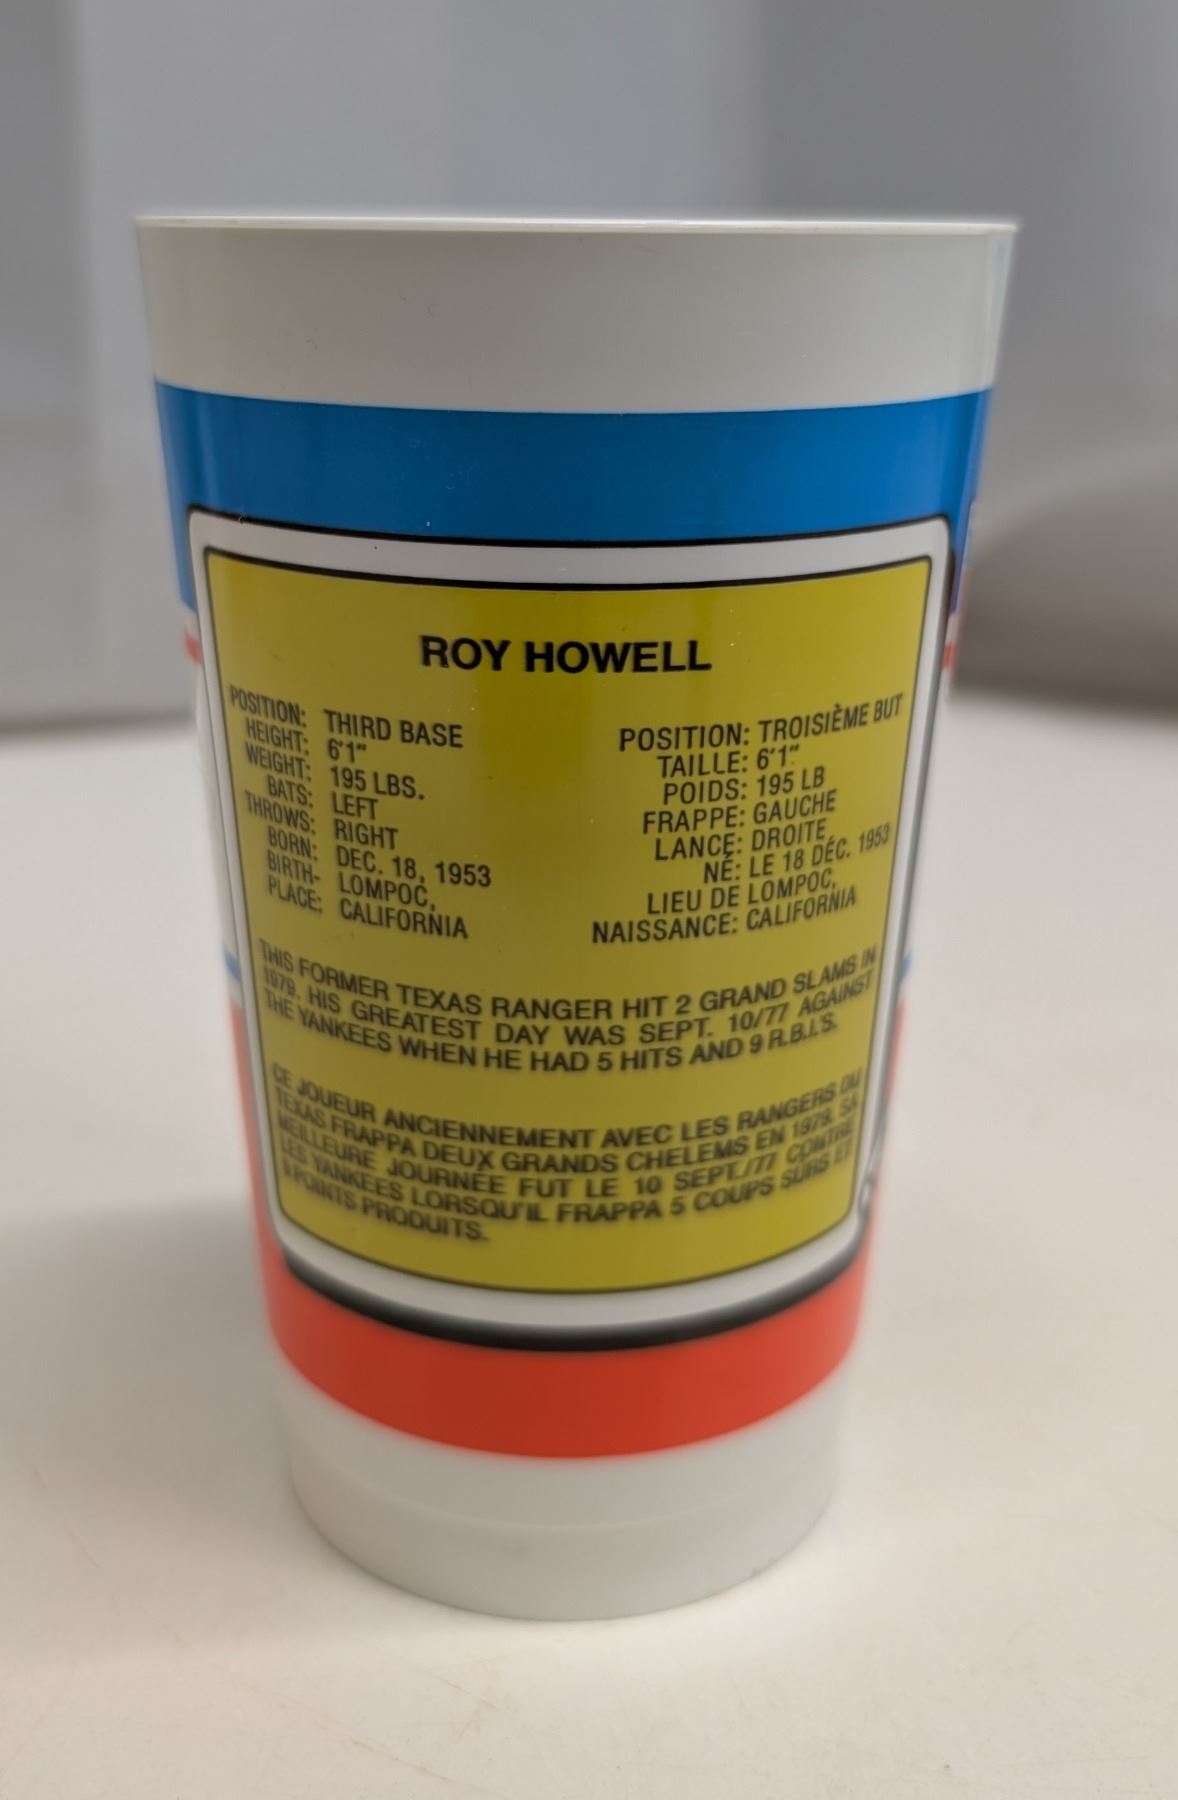 ROY HOWELL
POSITION: THIRD BASE
HEIGHT: 6'1"
WEIGHT: 195 LBS.
BATS: LEFT
THROWS: RIGHT
BORN: DEC. 18, 1953
BIRTH- LOMPOC,
PLACE: CALIFORNIA
POSITION: TROISIÈME BUT
TAILLE: 6'1"
POIDS: 195 LB
FRAPPE: GAUCHE
LANCE: DROITE
NÉ: LE 18 DÉC. 1953
LIEU DE LOMPOC,
NAISSANCE: CALIFORNIA
THIS FORMER TEXAS RANGER HIT 2 GRAND SLAMS IN
1979. HIS GREATEST DAY WAS SEPT. 10/77 AGAINST
THE YANKEES WHEN HE HAD 5 HITS AND 9 R.B.I.'S.
CE JOUEUR ANCIENNEMENT AVEC LES RANGERS DU
TEXAS FRAPPA DEUX GRANDS CHELEMS EN 1979. SA
MEILLEURE JOURNÉE FUT LE 10 SEPT./77 CONTRE
LES YANKEES LORSQU'IL FRAPPA 5 COUPS SÛRS ET
9 POINTS PRODUITS.